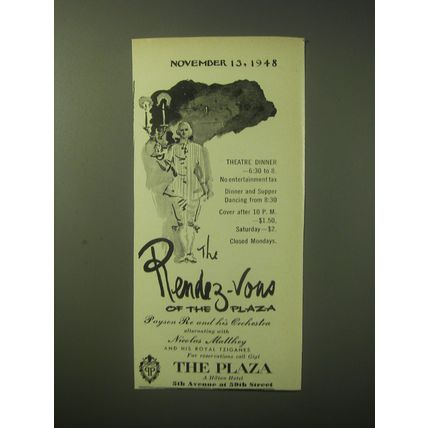 NOVEMBER 13, 1948
THEATRE DINNER
—6:30 to 8.
No entertainment tax
Dinner and Supper
Dancing from 8:30
Cover after 10 P. M.
—$1.50,
Saturday—$2.
Closed Mondays.
The
Rendez-vous
OF THE PLAZA
Payson Re and his Orchestra
alternating with
Nicolas Matthey
AND HIS ROYAL TZIGANES
For reservations call Gigi
THE PLAZA
A Hilton Hotel
5th Avenue at 59th Street